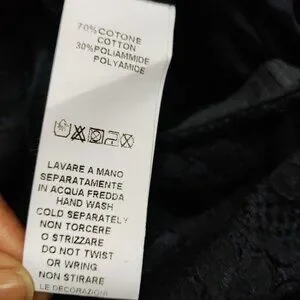 70%COTONE
COTTON
30%POLIAMMIDE
POLYAMIDE
LAVARE A MANO
SEPARATAMENTE
IN ACQUA FREDDA
HAND WASH
COLD SEPARATELY
NON TORCERE
O STRIZZARE
DO NOT TWIST
OR WRING
NON STIRARE
LE DECORAZIONI